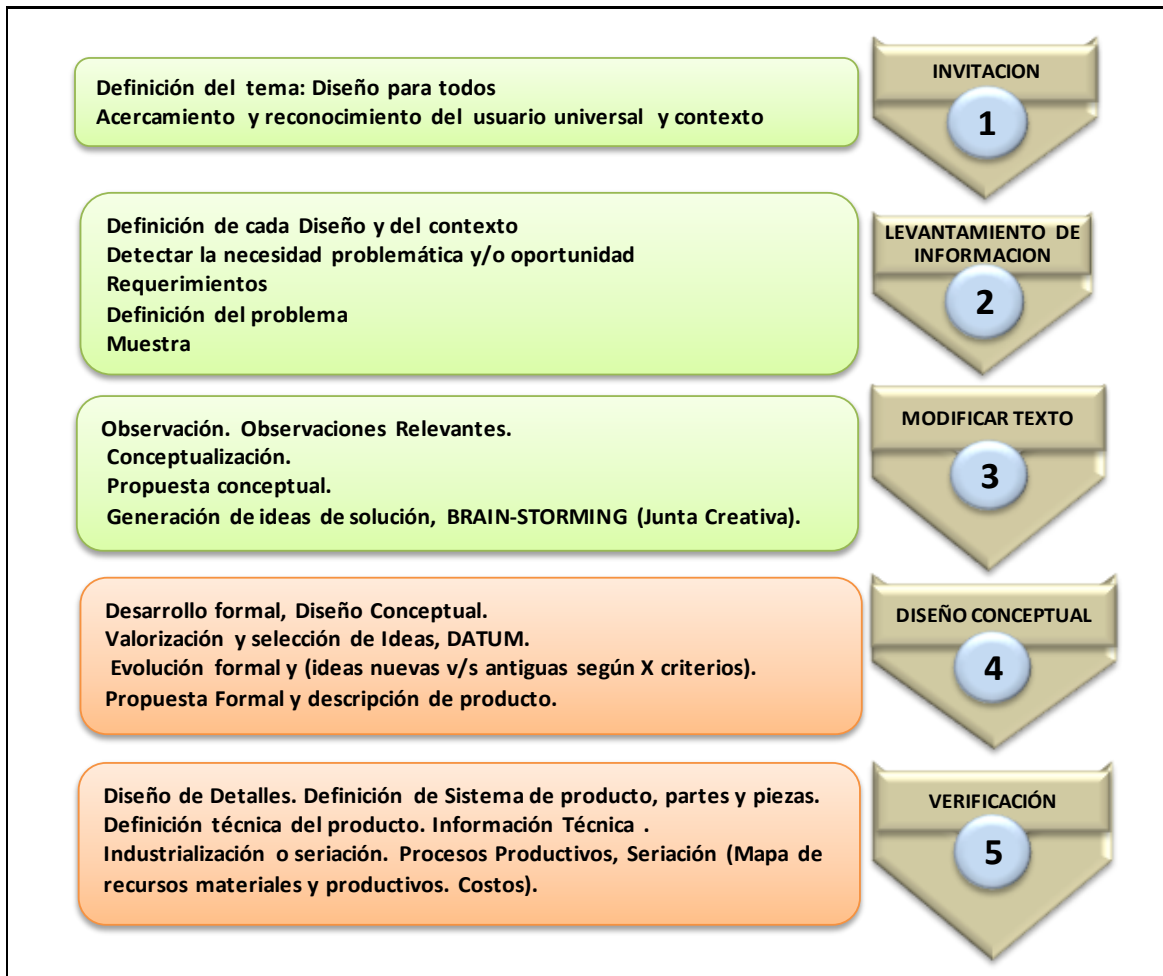 Definición del tema: Diseño para todos
Acercamiento y reconocimiento del usuario universal y contexto
INVITACION
1
Definición de cada Diseño y del contexto
Detectar la necesidad problemática y/o oportunidad
Requerimientos
Definición del problema
Muestra
LEVANTAMIENTO DE
INFORMACION
2
Observación. Observaciones Relevantes.
Conceptualización.
Propuesta conceptual.
Generación de ideas de solución, BRAIN-STORMING (Junta Creativa).
MODIFICAR TEXTO
3
Desarrollo formal, Diseño Conceptual.
Valorización y selección de Ideas, DATUM.
Evolución formal y (ideas nuevas v/s antiguas según X criterios).
Propuesta Formal y descripción de producto.
DISEÑO CONCEPTUAL
4
Diseño de Detalles. Definición de Sistema de producto, partes y piezas.
Definición técnica del producto. Información Técnica .
Industrialización o seriación. Procesos Productivos, Seriación (Mapa de
recursos materiales y productivos. Costos).
VERIFICACIÓN
5